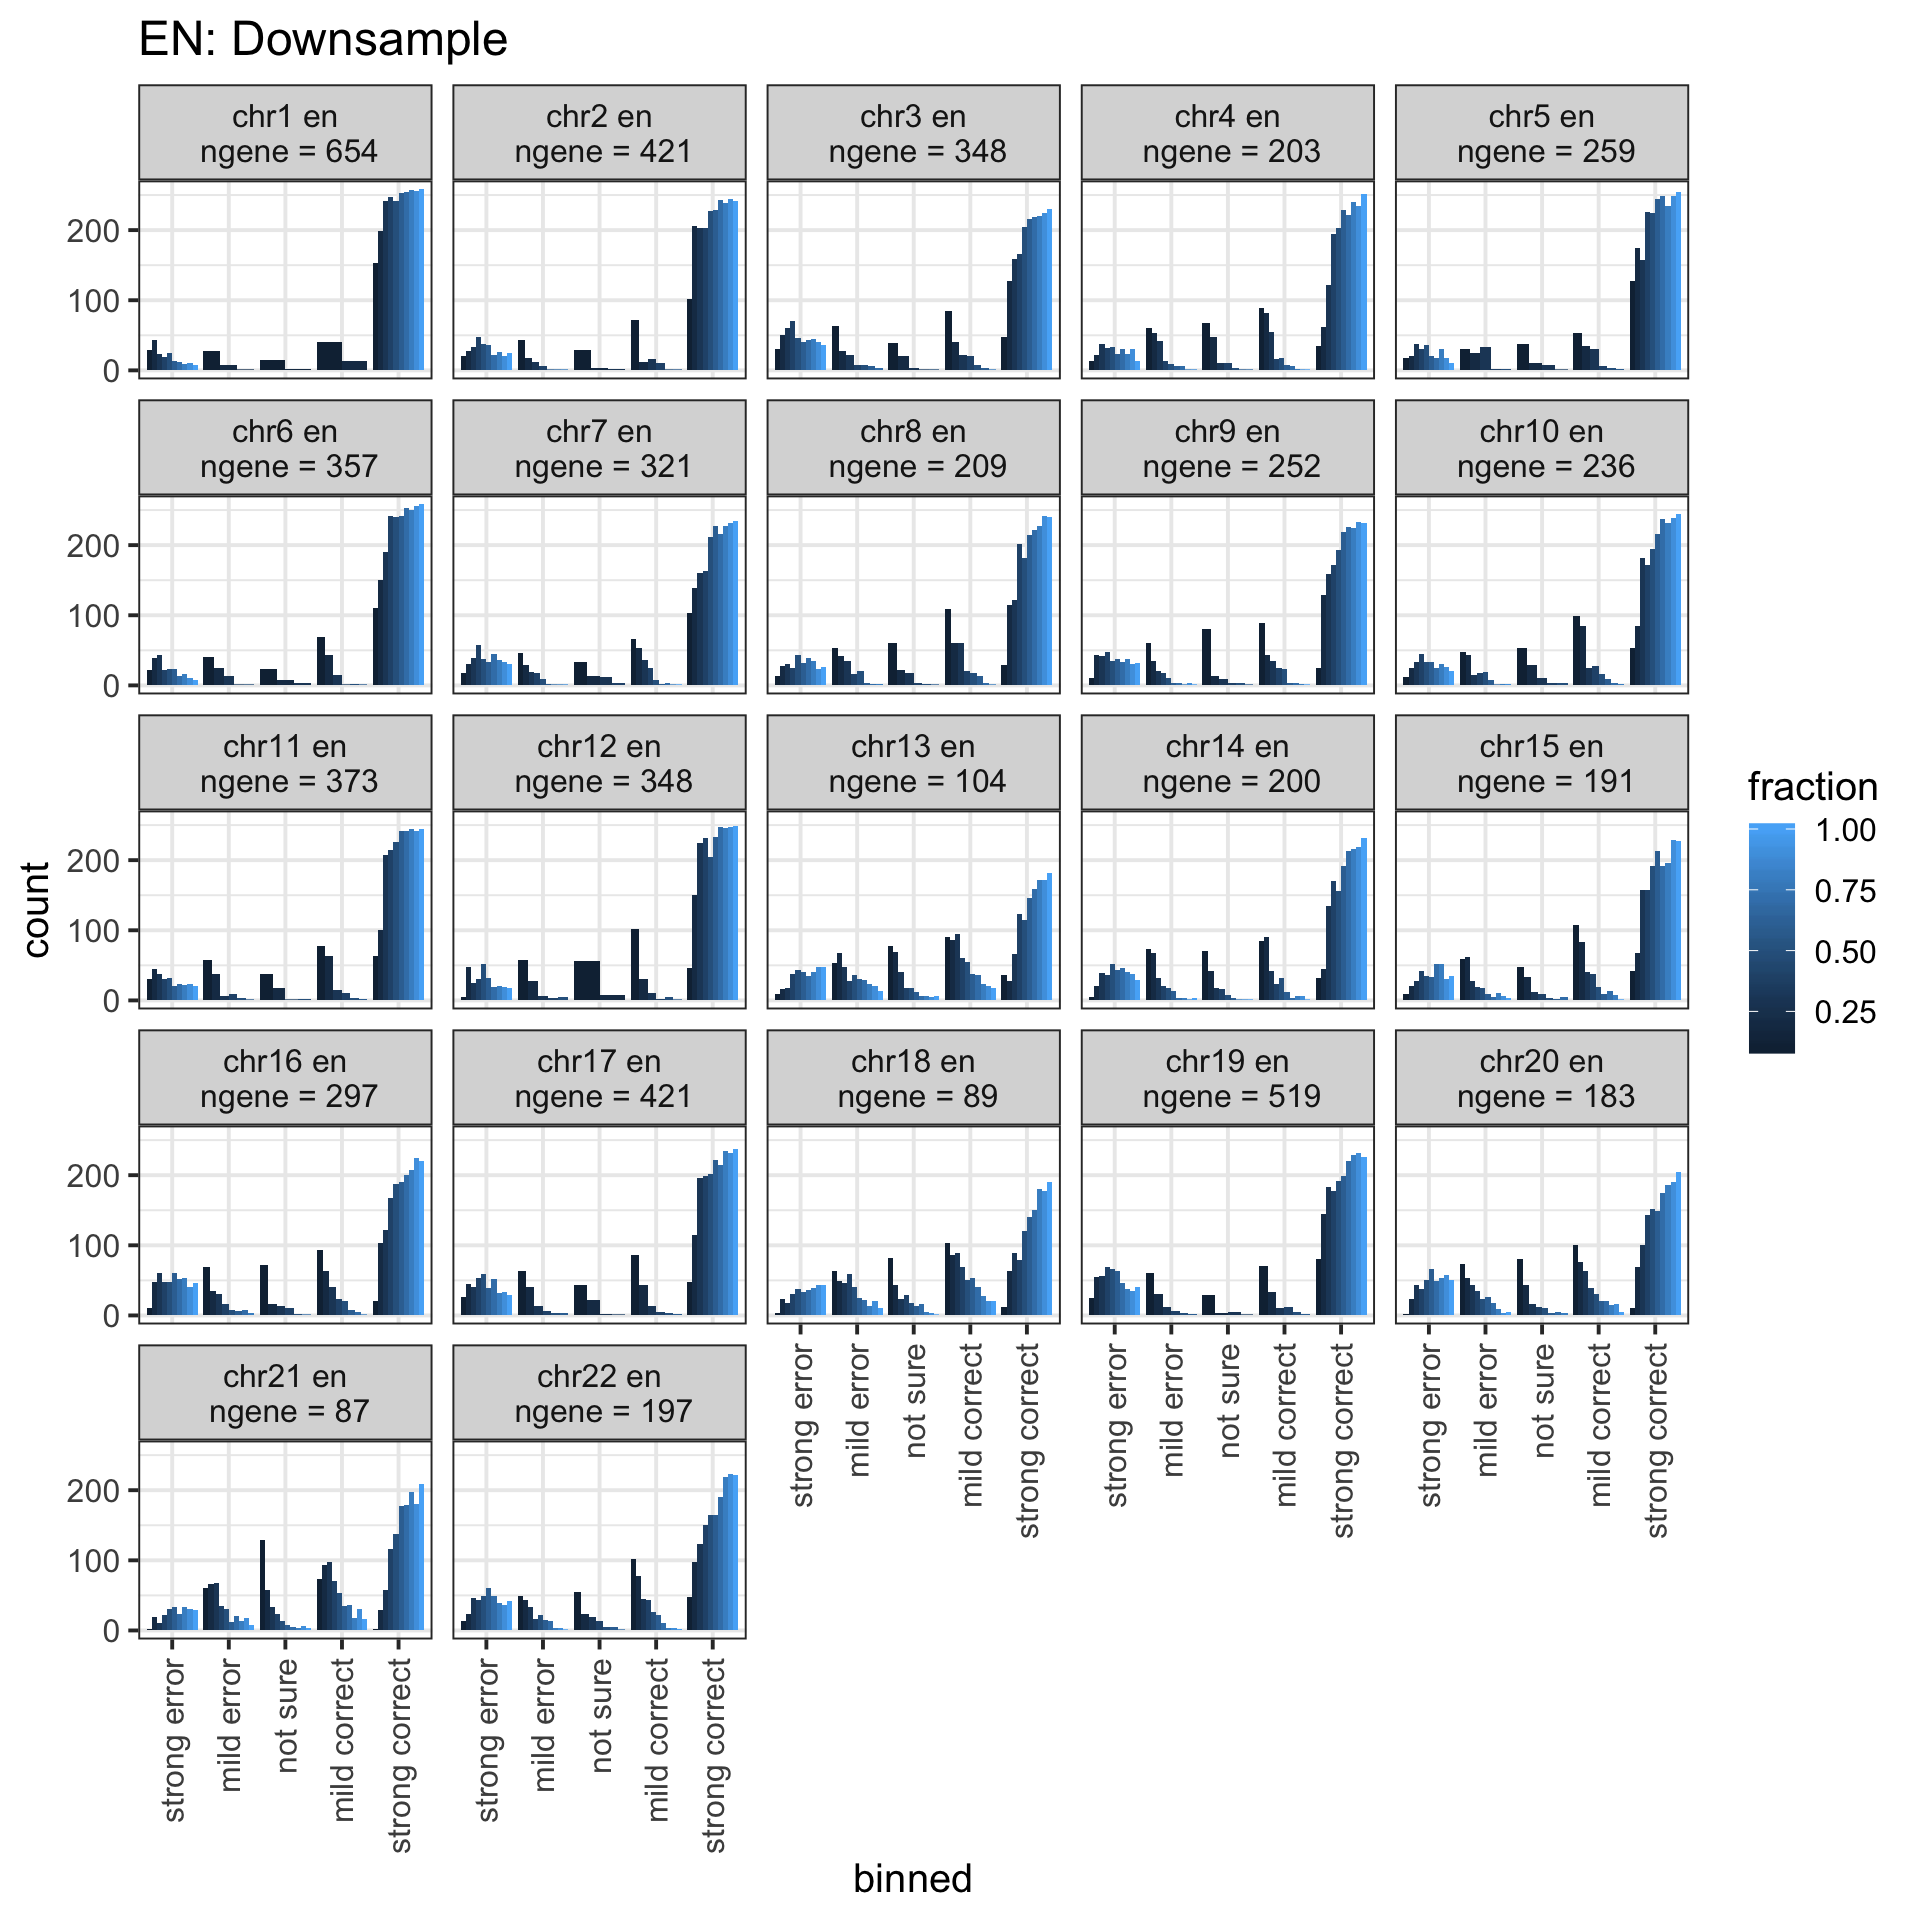 EN: Downsample
chr1 en
ngene = 654
chr2 en
ngene = 421
chr3 en
ngene = 348
chr4 en
ngene = 203
chr5 en
ngene = 259
200
100
0
chr6 en
ngene = 357
chr7 en
ngene = 321
chr8 en
ngene = 209
chr9 en
ngene = 252
chr10 en
ngene = 236
200
100
0
chr11 en
ngene = 373
chr12 en
ngene = 348
chr13 en
ngene = 104
chr14 en
ngene = 200
chr15 en
ngene = 191
200
100
0
chr16 en
ngene = 297
chr17 en
ngene = 421
chr18 en
ngene = 89
chr19 en
ngene = 519
chr20 en
ngene = 183
200
100
0
strong error
mild error
not sure
mild correct
strong correct
strong error
mild error
not sure
mild correct
strong correct
strong error
mild error
not sure
mild correct
strong correct
chr21 en
ngene = 87
chr22 en
ngene = 197
200
100
0
strong error
mild error
not sure
mild correct
strong correct
strong error
mild error
not sure
mild correct
strong correct
count
binned
fraction
1.00
0.75
0.50
0.25